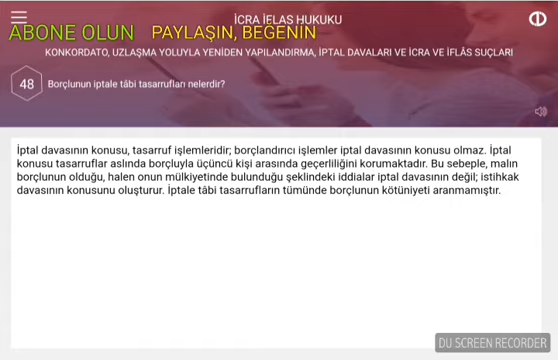 İCRA İFLAS HUKUKU
ABONE OLUN PAYLAŞIN, BEĞENİN
KONKORDATO, UZLAŞMA YOLUYLA YENİDEN YAPILANDIRMA, İPTAL DAVALARI VE İCRA VE İFLÂS SUÇLARI
48 Borçlunun iptale tâbi tasarrufları nelerdir?
İptal davasının konusu, tasarruf işlemleridir; borçlandırıcı işlemler iptal davasının konusu olmaz. İptal
konusu tasarruflar aslında borçluyla üçüncü kişi arasında geçerliliğini korumaktadır. Bu sebeple, malın
borçlunun olduğu, halen onun mülkiyetinde bulunduğu şeklindeki iddialar iptal davasının değil; istihkak
davasının konusunu oluşturur. İptale tâbi tasarrufların tümünde borçlunun kötüniyeti aranmamıştır.
DU SCREEN RECORDER